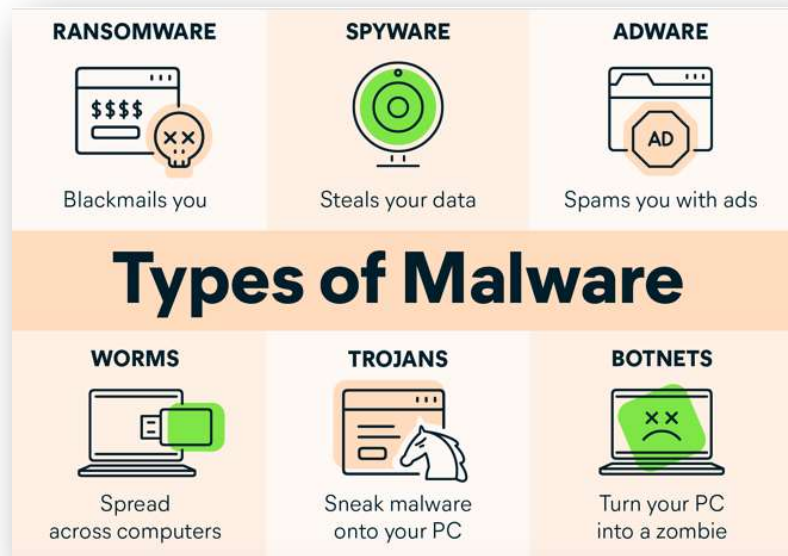 RANSOMWARE
SPYWARE
ADWARE
$$$$
AD
Blackmails you
Steals your data
Spams you with ads
Types of Malware
WORMS
TROJANS
BOTNETS
Spread
across computers
Sneak malware
onto your PC
Turn your PC
into a zombie